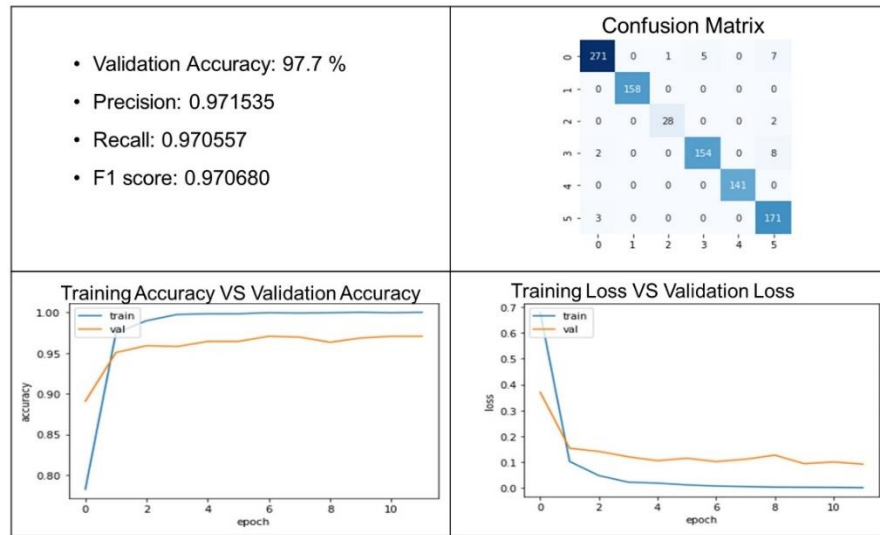 • Validation Accuracy: 97.7 %
• Precision: 0.971535
• Recall: 0.970557
• F1 score: 0.970680
Confusion Matrix
0 271 0 1 5 0 7
1 0 158 0 0 0 0
2 0 0 28 0 0 2
3 2 0 0 154 0 8
4 0 0 0 0 141 0
5 3 0 0 0 0 171
0 1 2 3 4 5
Training Accuracy VS Validation Accuracy
train
val
1.00
0.95
0.90
0.85
0.80
accuracy
0 2 4 6 8 10
epoch
Training Loss VS Validation Loss
train
val
0.7
0.6
0.5
0.4
0.3
0.2
0.1
0.0
loss
0 2 4 6 8 10
epoch